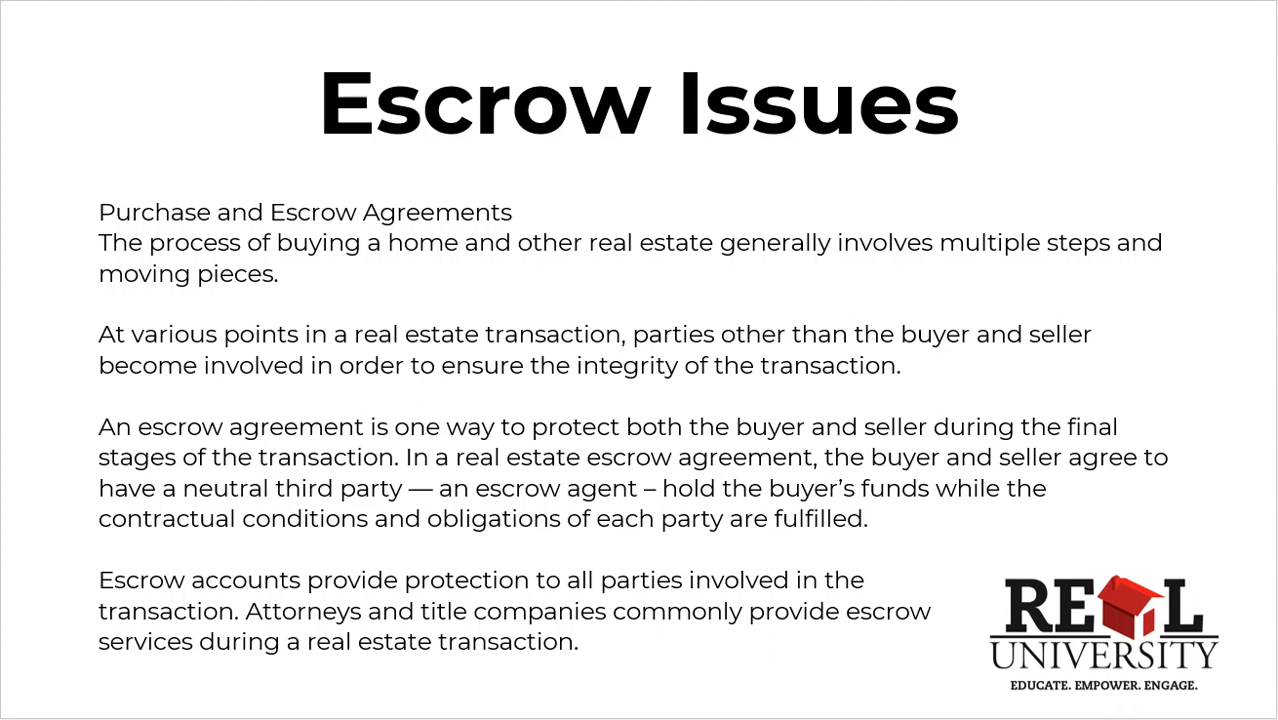 Escrow Issues
Purchase and Escrow Agreements
The process of buying a home and other real estate generally involves multiple steps and
moving pieces.
At various points in a real estate transaction, parties other than the buyer and seller
become involved in order to ensure the integrity of the transaction.
An escrow agreement is one way to protect both the buyer and seller during the final
stages of the transaction. In a real estate escrow agreement, the buyer and seller agree to
have a neutral third party — an escrow agent – hold the buyer’s funds while the
contractual conditions and obligations of each party are fulfilled.
Escrow accounts provide protection to all parties involved in the
transaction. Attorneys and title companies commonly provide escrow
services during a real estate transaction.
REAL
UNIVERSITY
EDUCATE. EMPOWER. ENGAGE.